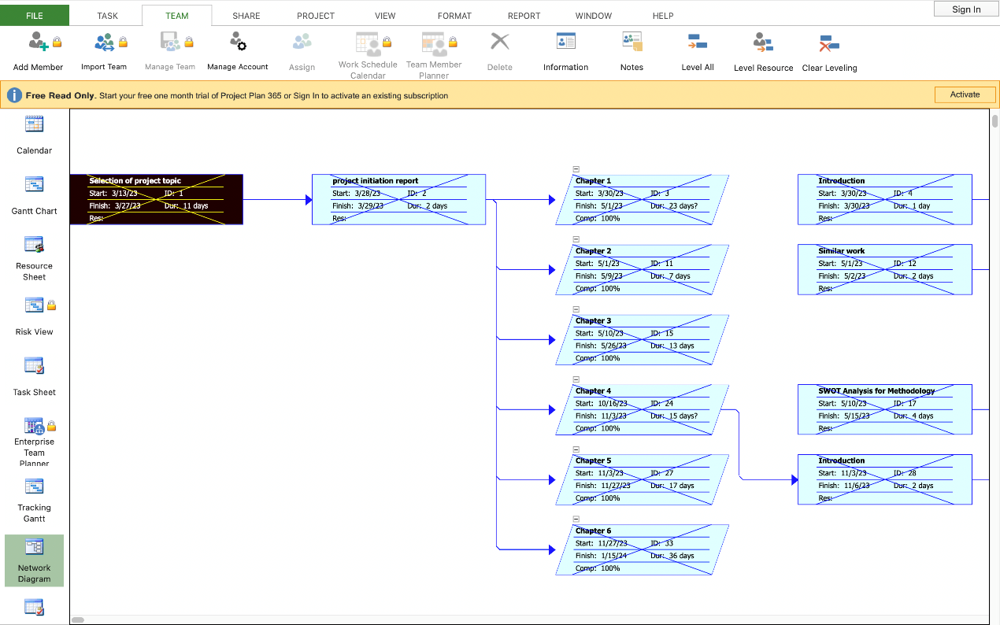 FILE TASK TEAM SHARE PROJECT VIEW FORMAT REPORT WINDOW HELP Sign In
Add Member Import Team Manage Team Manage Account Assign Work Schedule Calendar Team Member Planner Delete Information Notes Level All Level Resource Clear Leveling
Free Read Only. Start your free one month trial of Project Plan 365 or Sign In to activate an existing subscription Activate
Calendar
Gantt Chart
Resource
Sheet
Risk View
Task Sheet
Enterprise
Team
Planner
Tracking
Gantt
Network
Diagram
Selection of project topic
Start: 3/13/23 ID: 1
Finish: 3/27/23 Dur: 11 days
Res:
project initiation report
Start: 3/28/23 ID: 2
Finish: 3/29/23 Dur: 2 days
Res:
Chapter 1
Start: 3/30/23 ID: 3
Finish: 5/1/23 Dur: 23 days?
Comp: 100%
Introduction
Start: 3/30/23 ID: 4
Finish: 3/30/23 Dur: 1 day
Res:
Chapter 2
Start: 5/1/23 ID: 11
Finish: 5/9/23 Dur: 7 days
Comp: 100%
Similar work
Start: 5/1/23 ID: 12
Finish: 5/2/23 Dur: 2 days
Res:
Chapter 3
Start: 5/10/23 ID: 15
Finish: 5/26/23 Dur: 13 days
Comp: 100%
Chapter 4
Start: 10/16/23 ID: 24
Finish: 11/3/23 Dur: 15 days?
Comp: 100%
SWOT Analysis for Methodology
Start: 5/10/23 ID: 17
Finish: 5/15/23 Dur: 4 days
Res:
Chapter 5
Start: 11/3/23 ID: 27
Finish: 11/27/23 Dur: 17 days
Comp: 100%
Introduction
Start: 11/3/23 ID: 28
Finish: 11/6/23 Dur: 2 days
Res:
Chapter 6
Start: 11/27/23 ID: 33
Finish: 1/15/24 Dur: 36 days
Comp: 100%